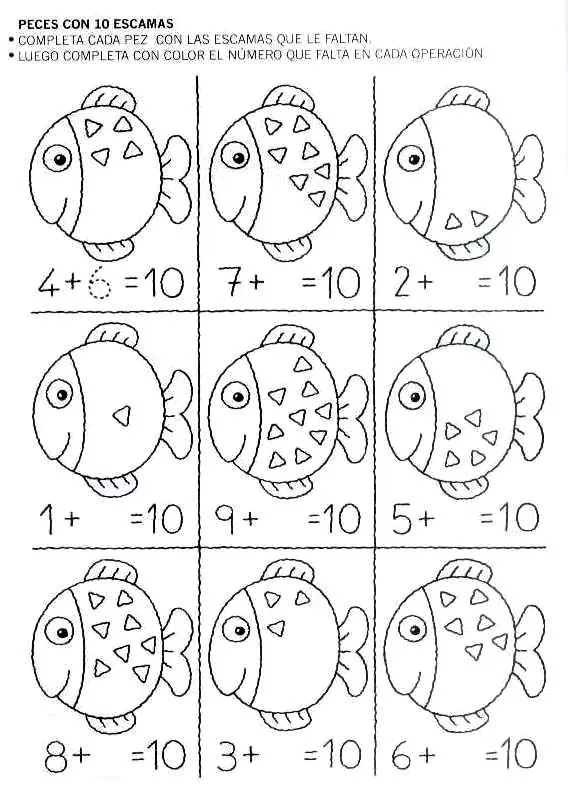 PECES CON 10 ESCAMAS
• COMPLETA CADA PEZ CON LAS ESCAMAS QUE LE FALTAN.
• LUEGO COMPLETA CON COLOR EL NÚMERO QUE FALTA EN CADA OPERACIÓN.
4+6=10 7+ =10 2+ =10
1+ =10 9+ =10 5+ =10
8+ =10 3+ =10 6+ =10